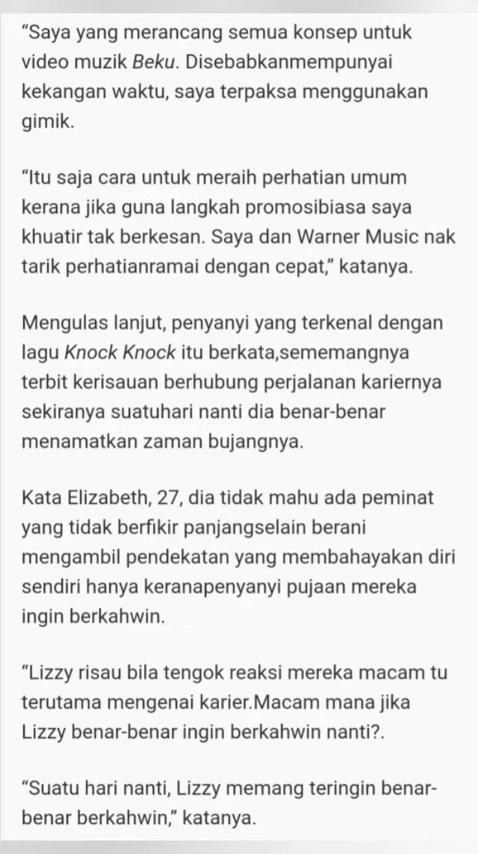 “Saya yang merancang semua konsep untuk
video muzik Beku. Disebabkanmempunyai
kekangan waktu, saya terpaksa menggunakan
gimik.
“Itu saja cara untuk meraih perhatian umum
kerana jika guna langkah promosibiasa saya
khuatir tak berkesan. Saya dan Warner Music nak
tarik perhatianramai dengan cepat,” katanya.
Mengulas lanjut, penyanyi yang terkenal dengan
lagu Knock Knock itu berkata,sememangnya
terbit kerisauan berhubung perjalanan kariernya
sekiranya suatuhari nanti dia benar-benar
menamatkan zaman bujangnya.
Kata Elizabeth, 27, dia tidak mahu ada peminat
yang tidak berfikir panjangselain berani
mengambil pendekatan yang membahayakan diri
sendiri hanya keranapenyanyi pujaan mereka
ingin berkahwin.
“Lizzy risau bila tengok reaksi mereka macam tu
terutama mengenai karier.Macam mana jika
Lizzy benar-benar ingin berkahwin nanti?.
“Suatu hari nanti, Lizzy memang teringin benar-
benar berkahwin,” katanya.